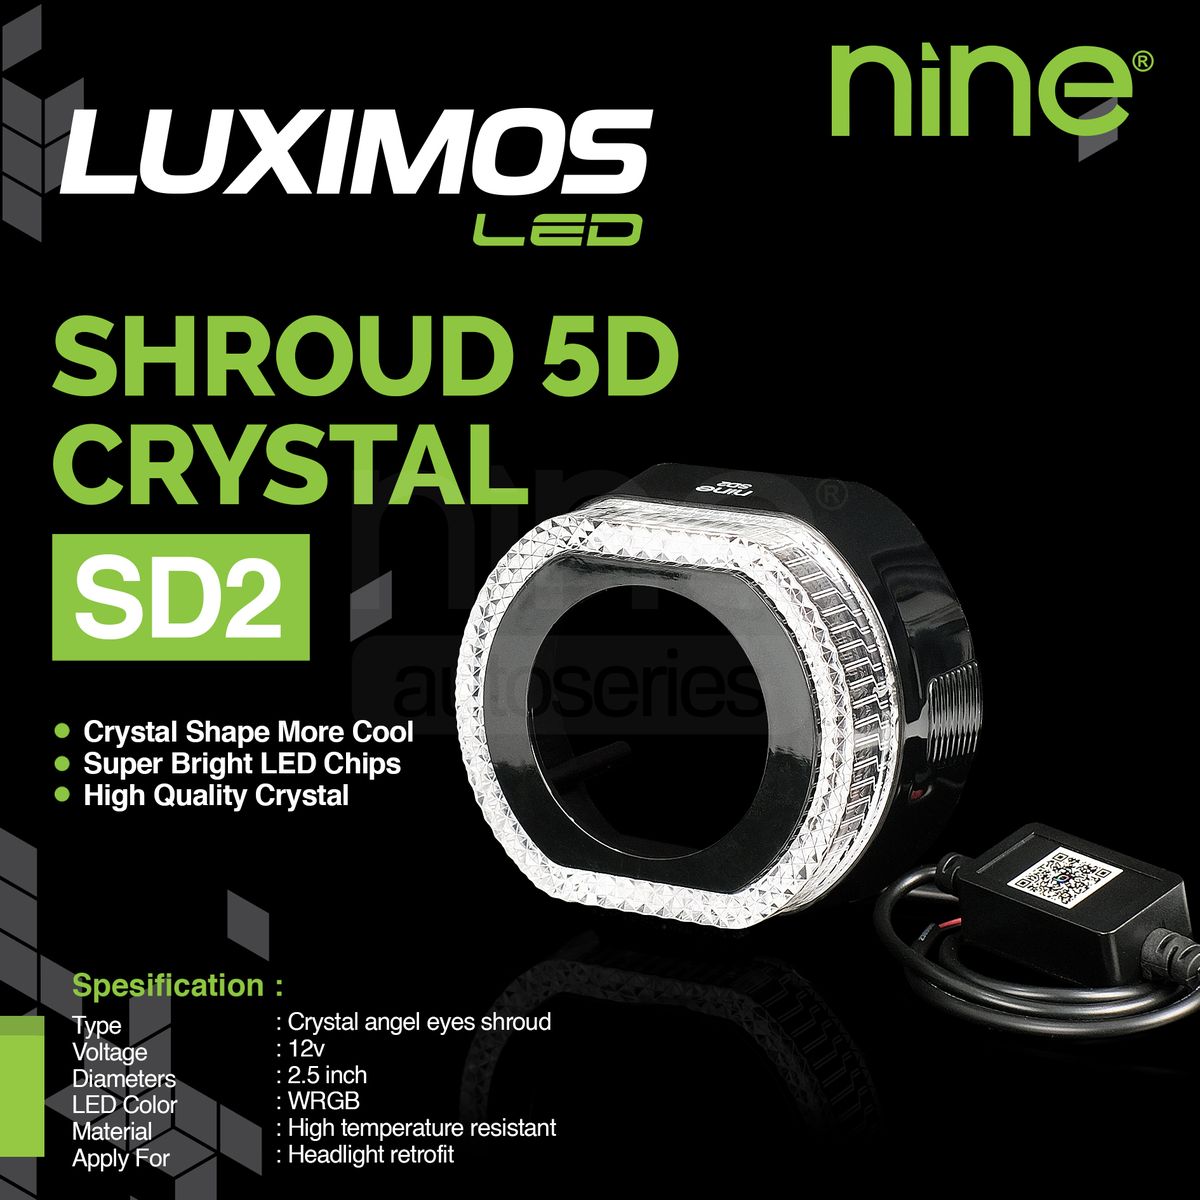 nine®
LUXIMOS
LED
SHROUD 5D
CRYSTAL
SD2
nine
SD2
nine®
autoseries
• Crystal Shape More Cool
• Super Bright LED Chips
• High Quality Crystal
Spesification :
Type : Crystal angel eyes shroud
Voltage : 12v
Diameters : 2.5 inch
LED Color : WRGB
Material : High temperature resistant
Apply For : Headlight retrofit